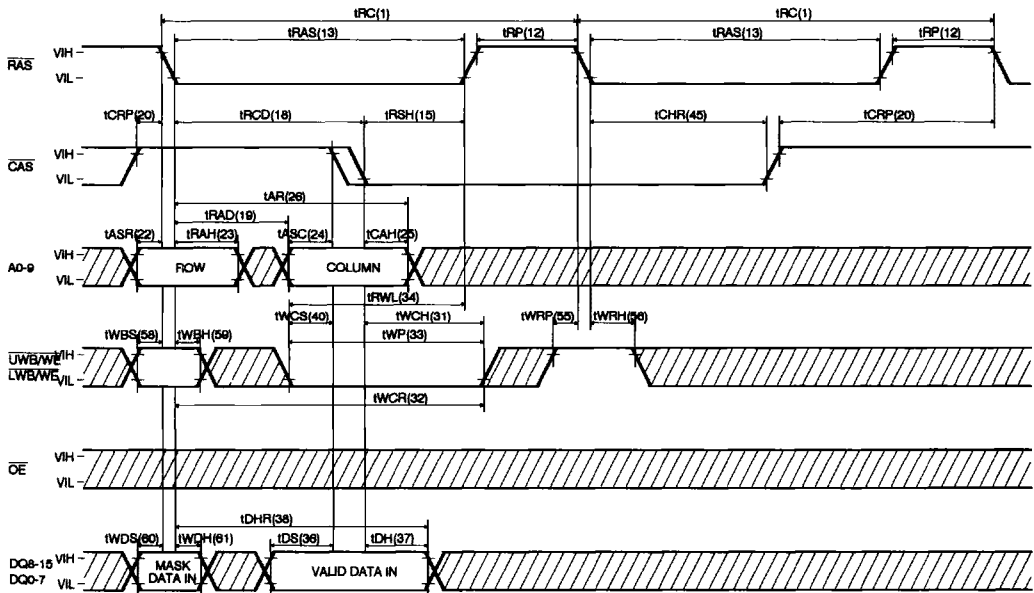 tRC(1) tRC(1)
tRAS(13) tRP(12) tRAS(13) tRP(12)
RAS VIH VIL
tCRP(20) tRCD(18) tRSH(15) tCHR(45) tCRP(20)
CAS VIH VIL
tAR(26)
tRAD(19)
tASR(22) tRAH(23) tASC(24) tCAH(25)
A0-9 VIH VIL
ROW COLUMN
tRWL(34)
tWCS(40) tWCH(31) tWRP(55) tWRH(56)
tWBS(58) tWBH(59) tWP(33)
UWB/WE VIH
LWB/WE VIL
tWCR(32)
OE VIH VIL
tDHR(38)
tWDS(60) tWDH(61) tDS(36) tDH(37)
DQ8-15 VIH
DQ0-7 VIL
MASK
DATA IN
VALID DATA IN